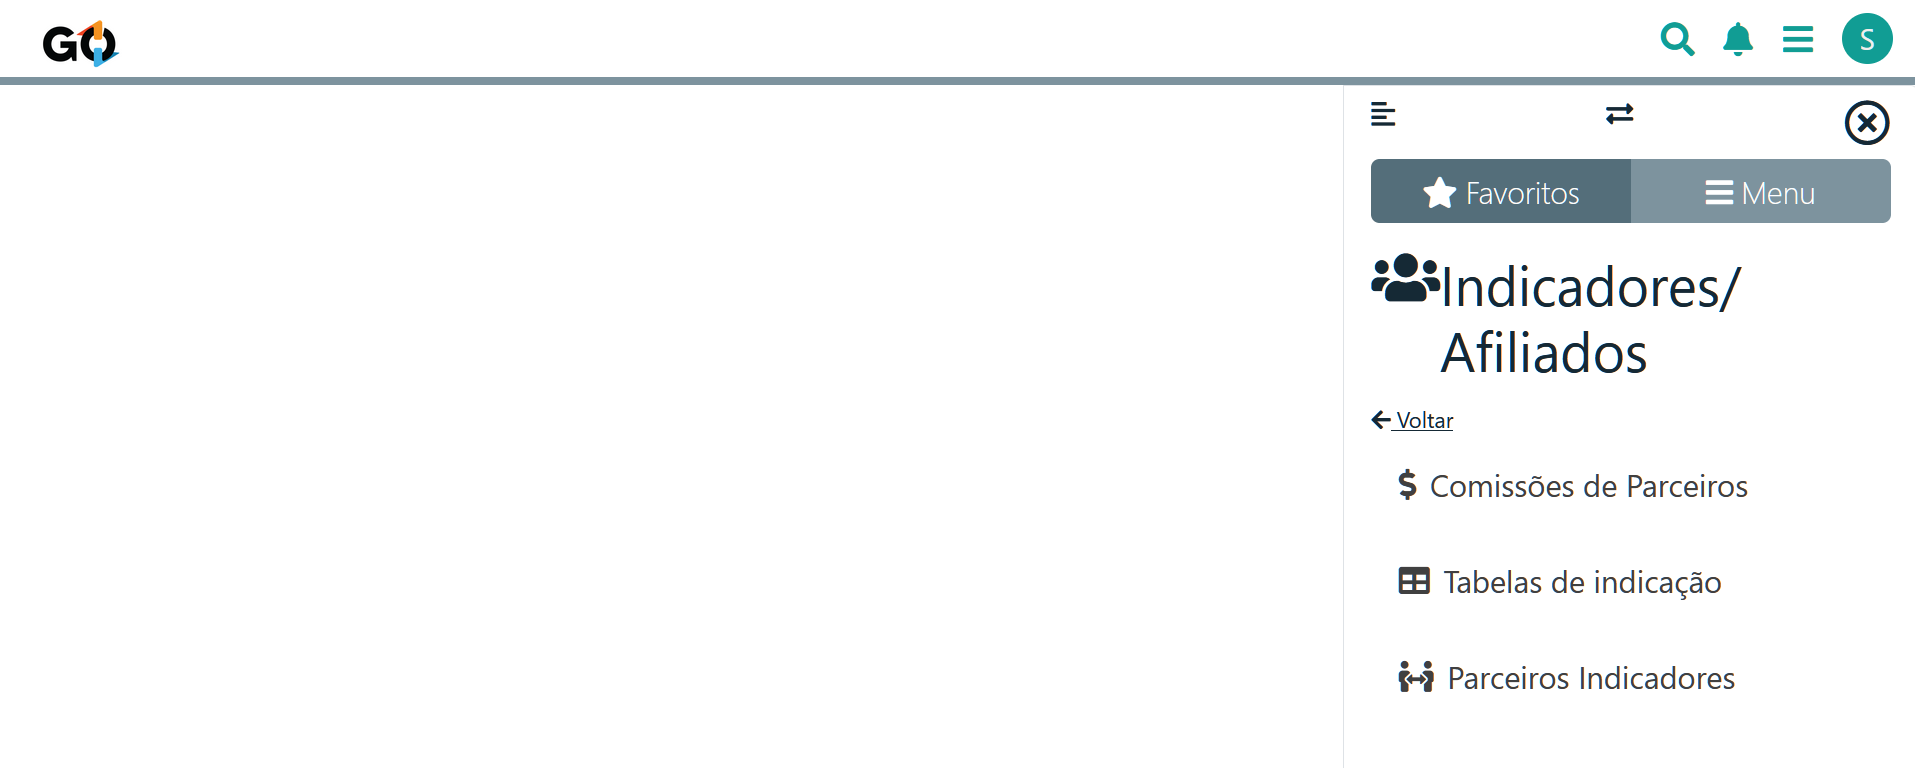 GO
S
Favoritos
Menu
Indicadores/
Afiliados
Voltar
Comissões de Parceiros
Tabelas de indicação
Parceiros Indicadores